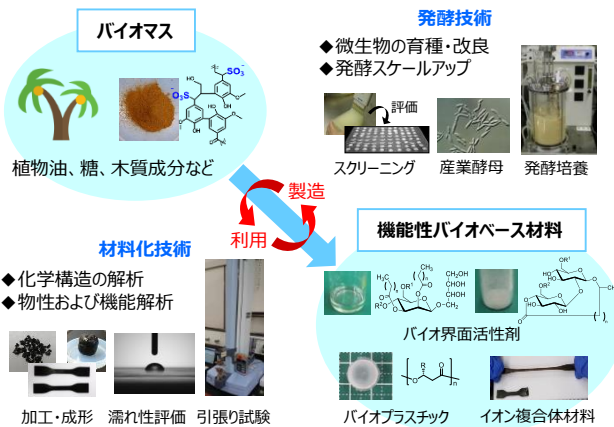 バイオマス
植物油、糖、木質成分など
発酵技術
◆微生物の育種・改良
◆発酵スケールアップ
評価
スクリーニング
産業酵母
発酵培養
製造
利用
材料化技術
◆化学構造の解析
◆物性および機能解析
加工・成形
濡れ性評価
引張り試験
機能性バイオベース材料
バイオ界面活性剤
バイオプラスチック
イオン複合体材料